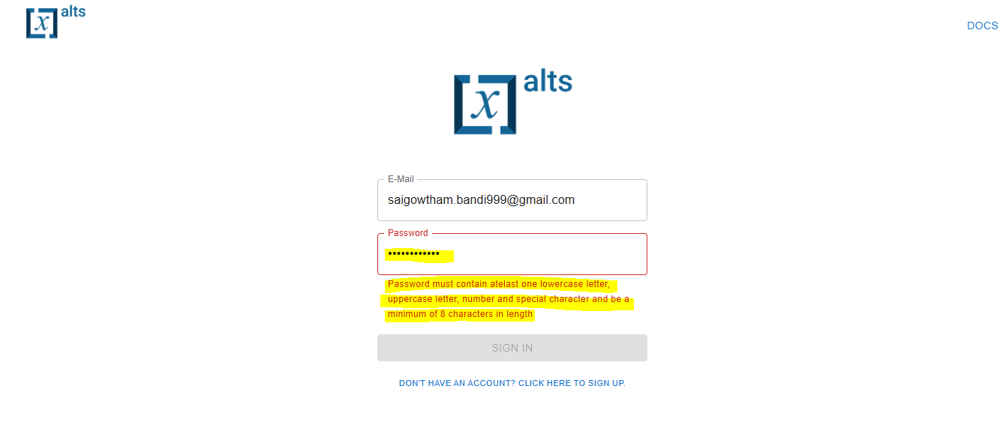 [x] alts
DOCS
[x] alts
E-Mail
saigowtham.bandi999@gmail.com
Password
••••••••••••
Password must contain atelast one lowercase letter,
uppercase letter, number and special character and be a
minimum of 8 characters in length
SIGN IN
DON'T HAVE AN ACCOUNT? CLICK HERE TO SIGN UP.